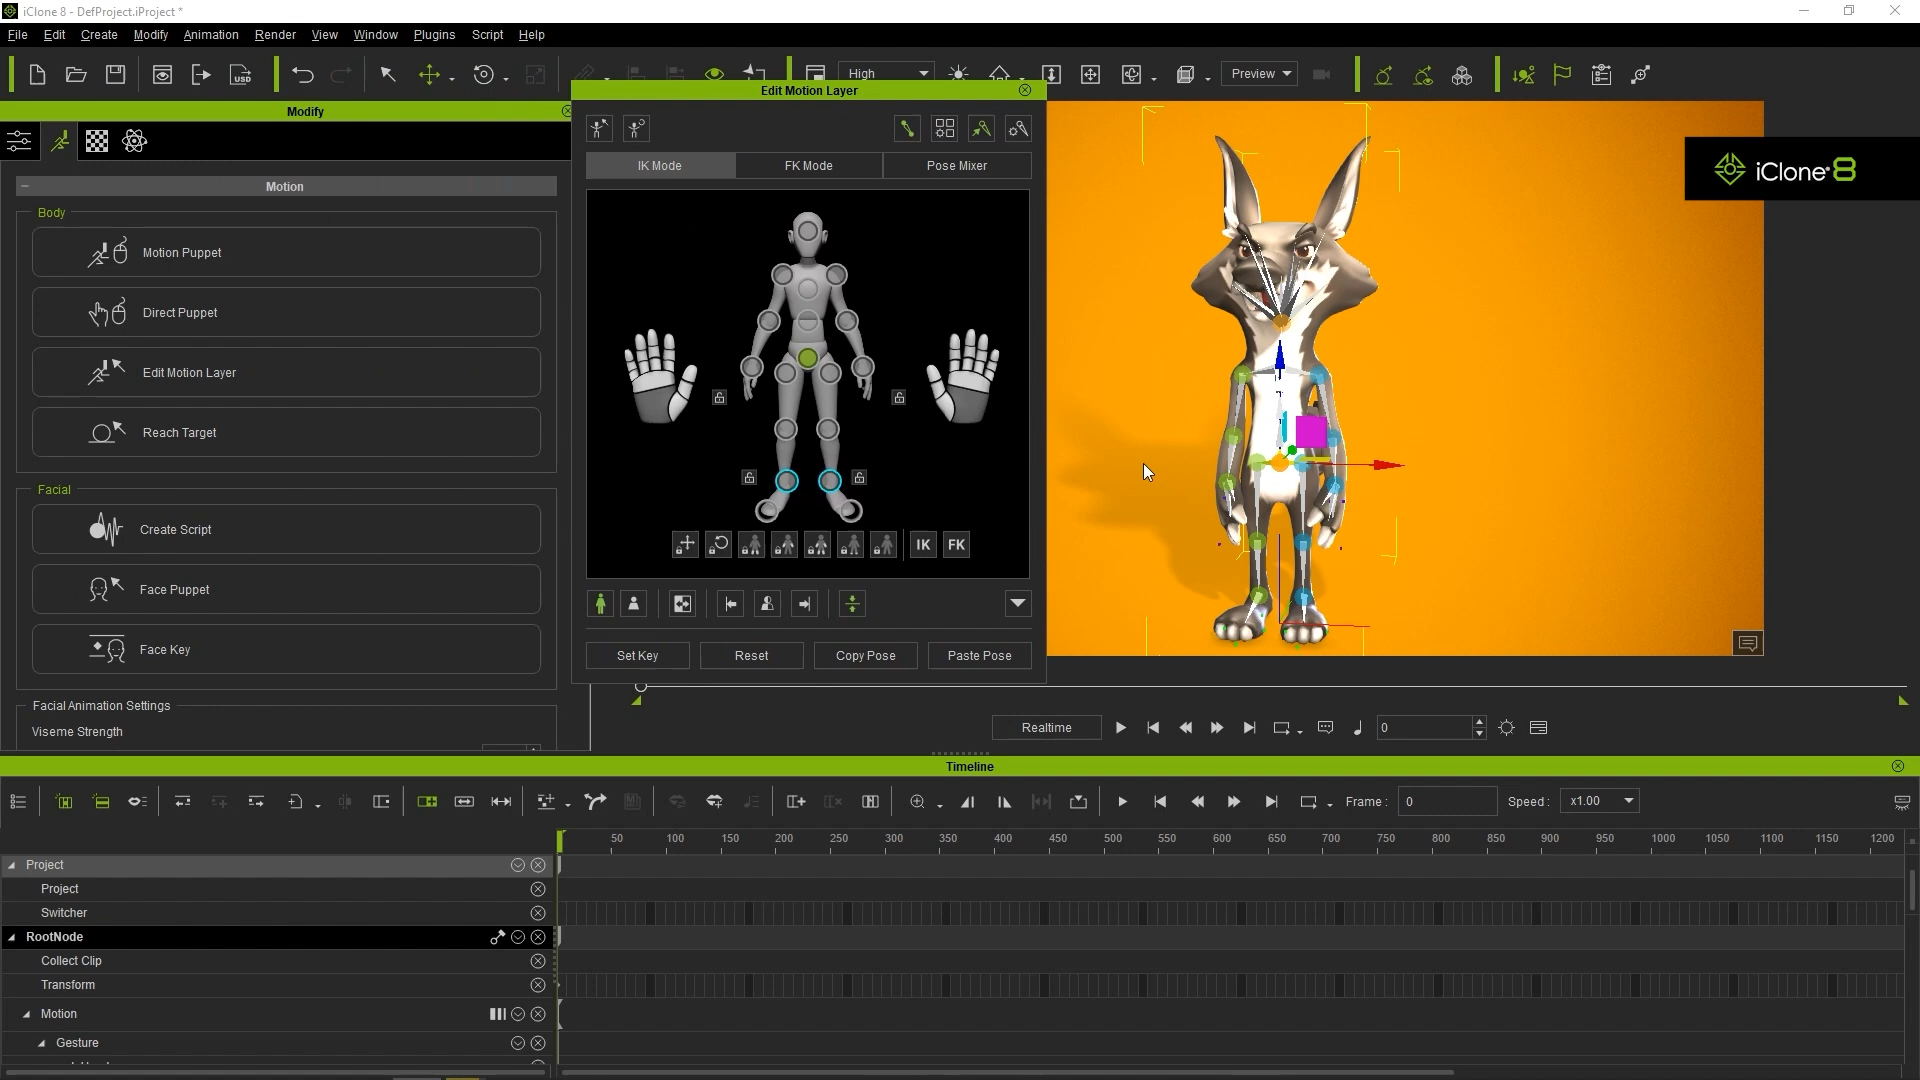 iClone 8 - DefProject.iProject *
File Edit Create Modify Animation Render View Window Plugins Script Help
USD
High
Preview
Modify
Edit Motion Layer
iClone 8
IK Mode FK Mode Pose Mixer
Motion
Body
Motion Puppet
Direct Puppet
Edit Motion Layer
Reach Target
Facial
Create Script
Face Puppet
Face Key
Facial Animation Settings
Viseme Strength
IK FK
Set Key Reset Copy Pose Paste Pose
Realtime 0
Timeline
Frame : 0 Speed : x1.00
50 100 150 200 250 300 350 400 450 500 550 600 650 700 750 800 850 900 950 1000 1050 1100 1150 1200
Project
Project
Switcher
RootNode
Collect Clip
Transform
Motion
Gesture